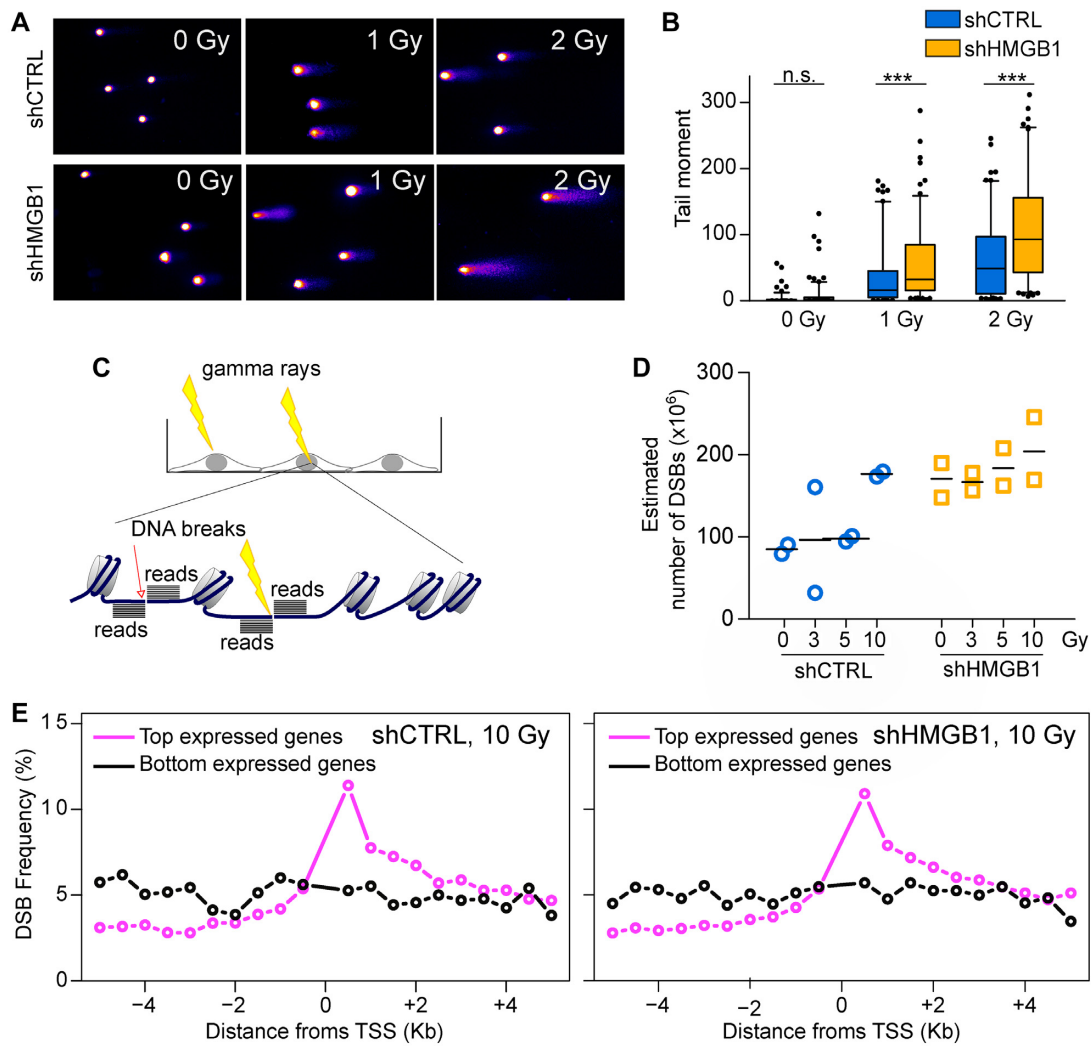 A
shCTRL
0 Gy
1 Gy
2 Gy
shHMGB1
0 Gy
1 Gy
2 Gy
B
shCTRL
shHMGB1
n.s.
***
***
Tail moment
300
200
100
0
0 Gy
1 Gy
2 Gy
C
gamma rays
DNA breaks
reads
reads
reads
reads
D
Estimated
number of DSBs (x10⁶)
300
200
100
0
0 3 5 10 0 3 5 10 Gy
shCTRL
shHMGB1
E
DSB Frequency (%)
15
10
5
0
Top expressed genes
Bottom expressed genes
shCTRL, 10 Gy
−4 −2 0 +2 +4
Distance froms TSS (Kb)
Top expressed genes
Bottom expressed genes
shHMGB1, 10 Gy
−4 −2 0 +2 +4
Distance froms TSS (Kb)